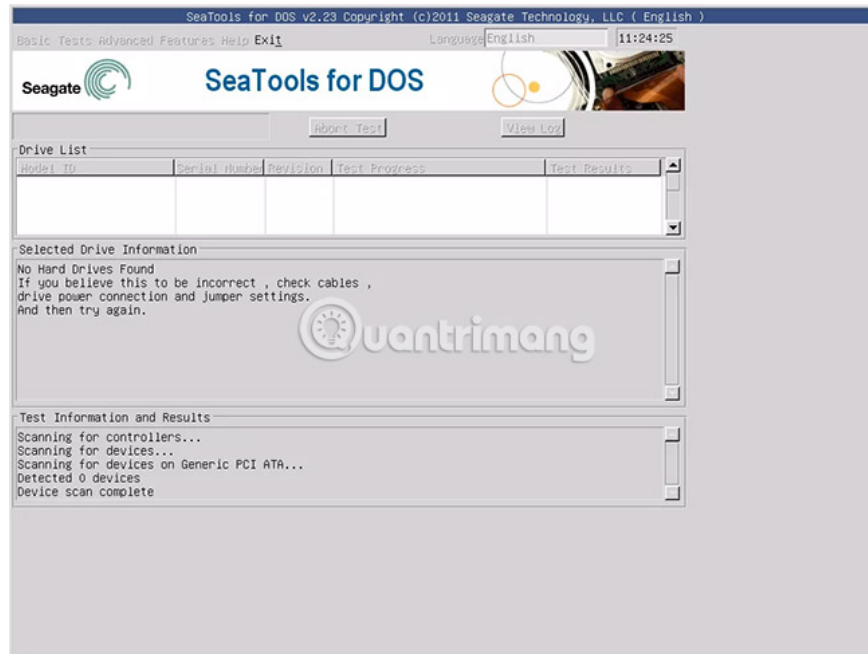 SeaTools for DOS v2.23 Copyright (c)2011 Seagate Technology, LLC ( English )
Basic Tests Advanced Features Help Exit Language English 11:24:25
Seagate SeaTools for DOS
Abort Test View Log
Drive List
Model ID Serial Number Revision Test Progress Test Results
Selected Drive Information
No Hard Drives Found
If you believe this to be incorrect , check cables ,
drive power connection and jumper settings.
And then try again.
Quantrimang
Test Information and Results
Scanning for controllers...
Scanning for devices...
Scanning for devices on Generic PCI ATA...
Detected 0 devices
Device scan complete